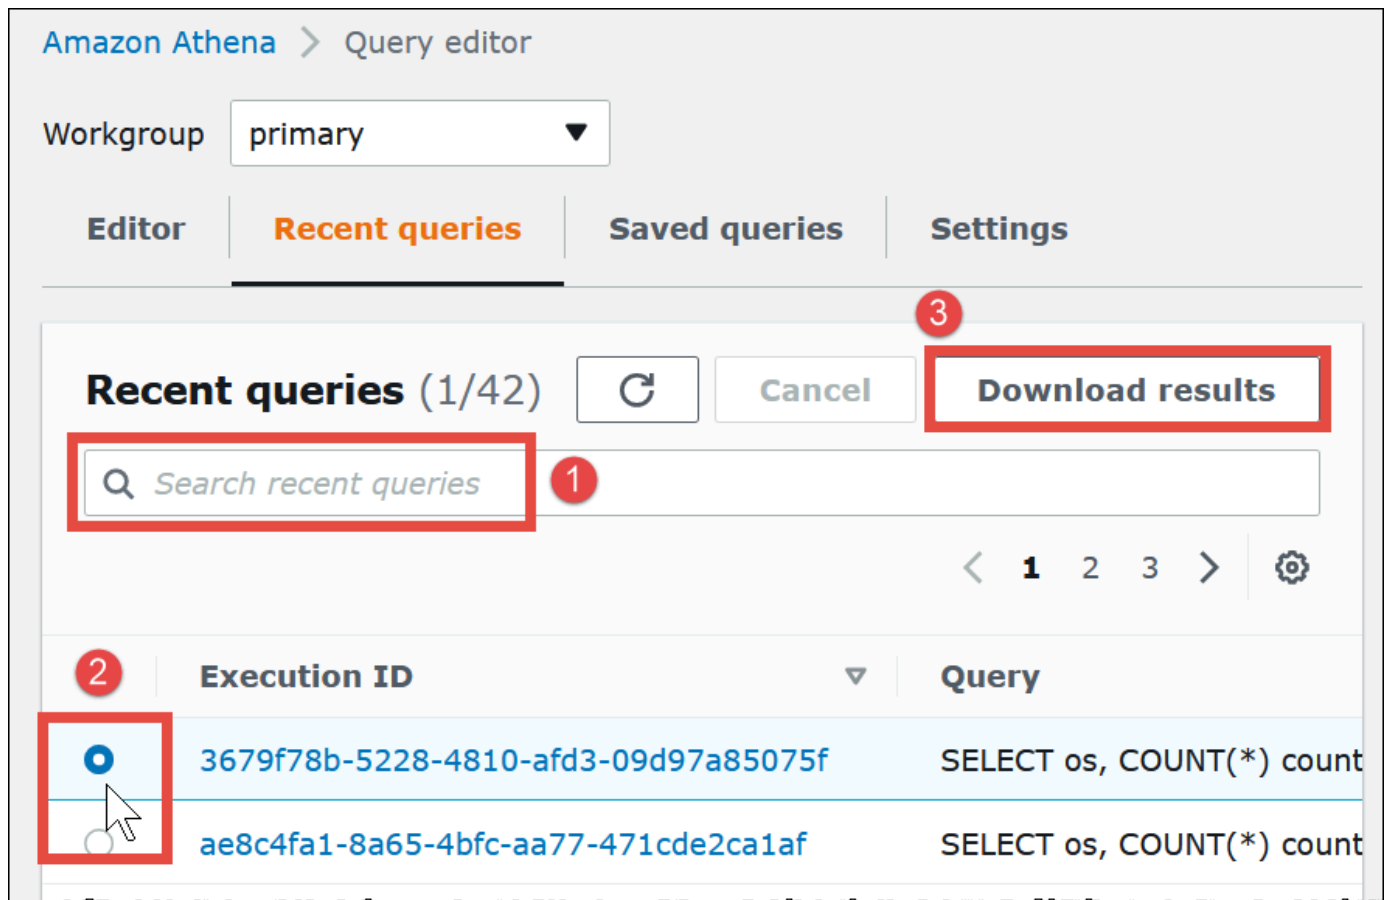 Amazon Athena > Query editor
Workgroup primary
Editor Recent queries Saved queries Settings
3
Recent queries (1/42) Cancel Download results
Search recent queries 1
1 2 3
2 Execution ID Query
3679f78b-5228-4810-afd3-09d97a85075f SELECT os, COUNT(*) count
ae8c4fa1-8a65-4bfc-aa77-471cde2ca1af SELECT os, COUNT(*) count